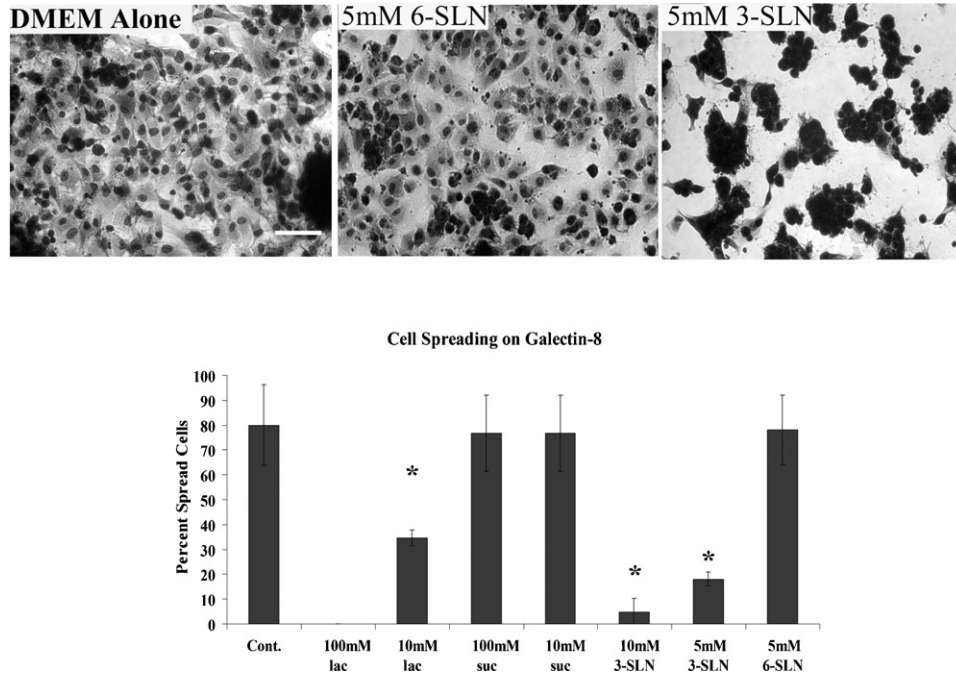 DMEM Alone
5mM 6-SLN
5mM 3-SLN
Cell Spreading on Galectin-8
Percent Spread Cells
100
90
80
70
60
50
40
30
20
10
0
*
*
*
Cont.
100mM
lac
10mM
lac
100mM
suc
10mM
suc
10mM
3-SLN
5mM
3-SLN
5mM
6-SLN